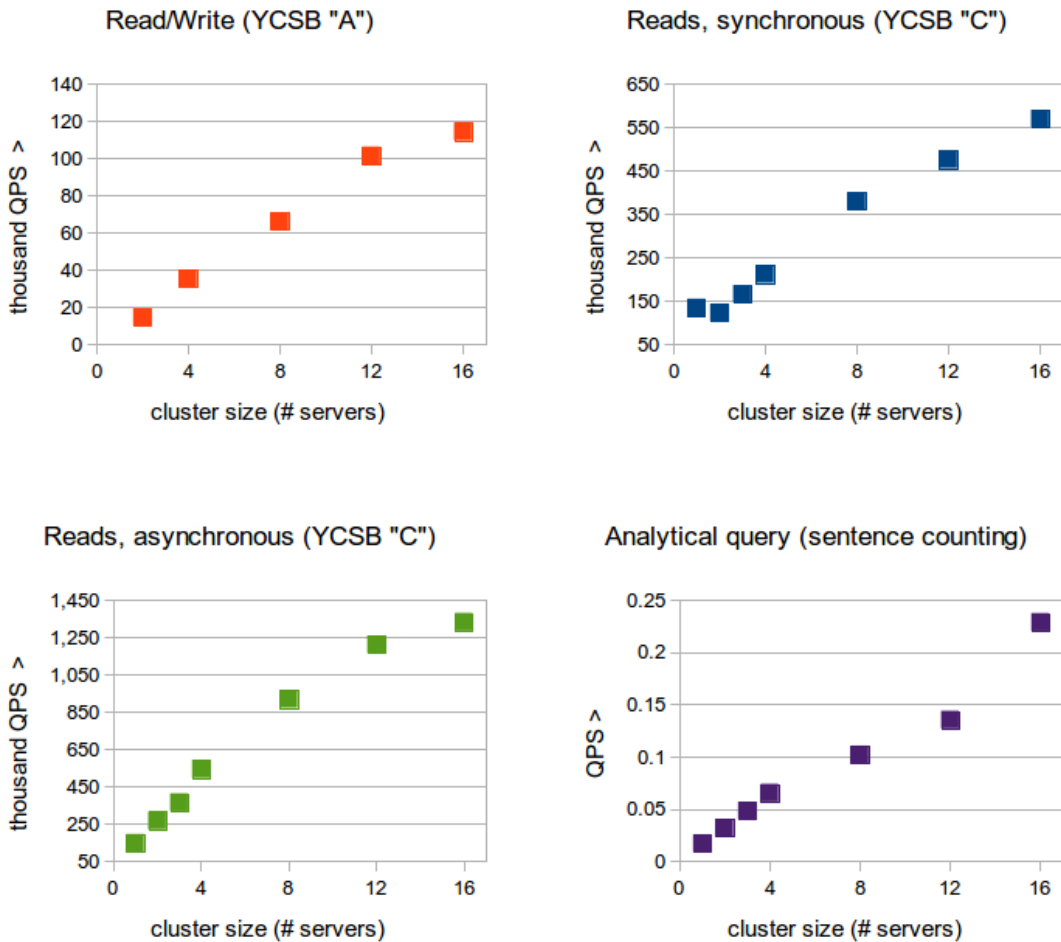 Read/Write (YCSB "A")
140
120
100
80
60
40
20
0
thousand QPS >
0 4 8 12 16
cluster size (# servers)
Reads, synchronous (YCSB "C")
650
550
450
350
250
150
50
thousand QPS >
0 4 8 12 16
cluster size (# servers)
Reads, asynchronous (YCSB "C")
1,450
1,250
1,050
850
650
450
250
50
thousand QPS >
0 4 8 12 16
cluster size (# servers)
Analytical query (sentence counting)
0.25
0.2
0.15
0.1
0.05
0
QPS >
0 4 8 12 16
cluster size (# servers)